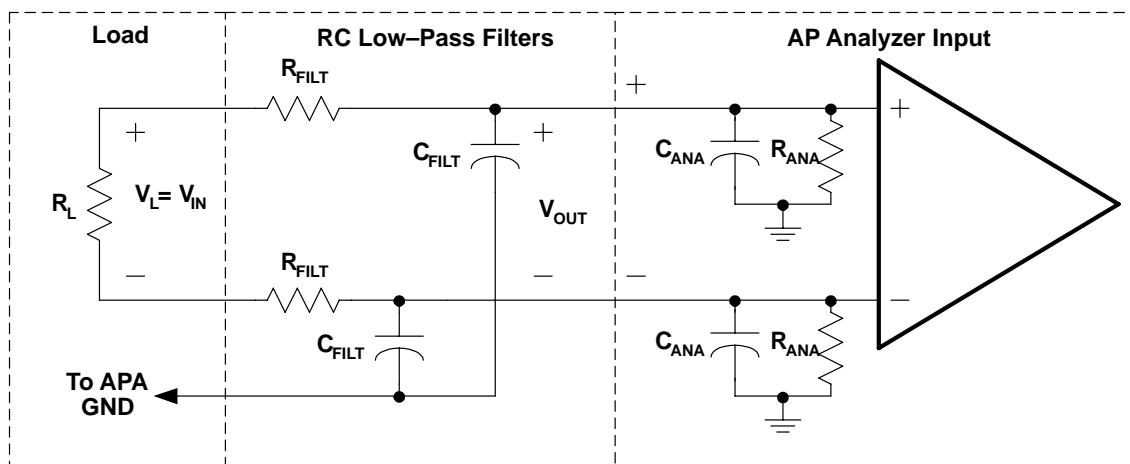 Load
RC Low–Pass Filters
AP Analyzer Input
R_FILT
+
+
+
+
C_FILT
C_ANA
R_ANA
R_L
V_L= V_IN
V_OUT
–
R_FILT
–
–
–
C_FILT
C_ANA
R_ANA
To APA
GND